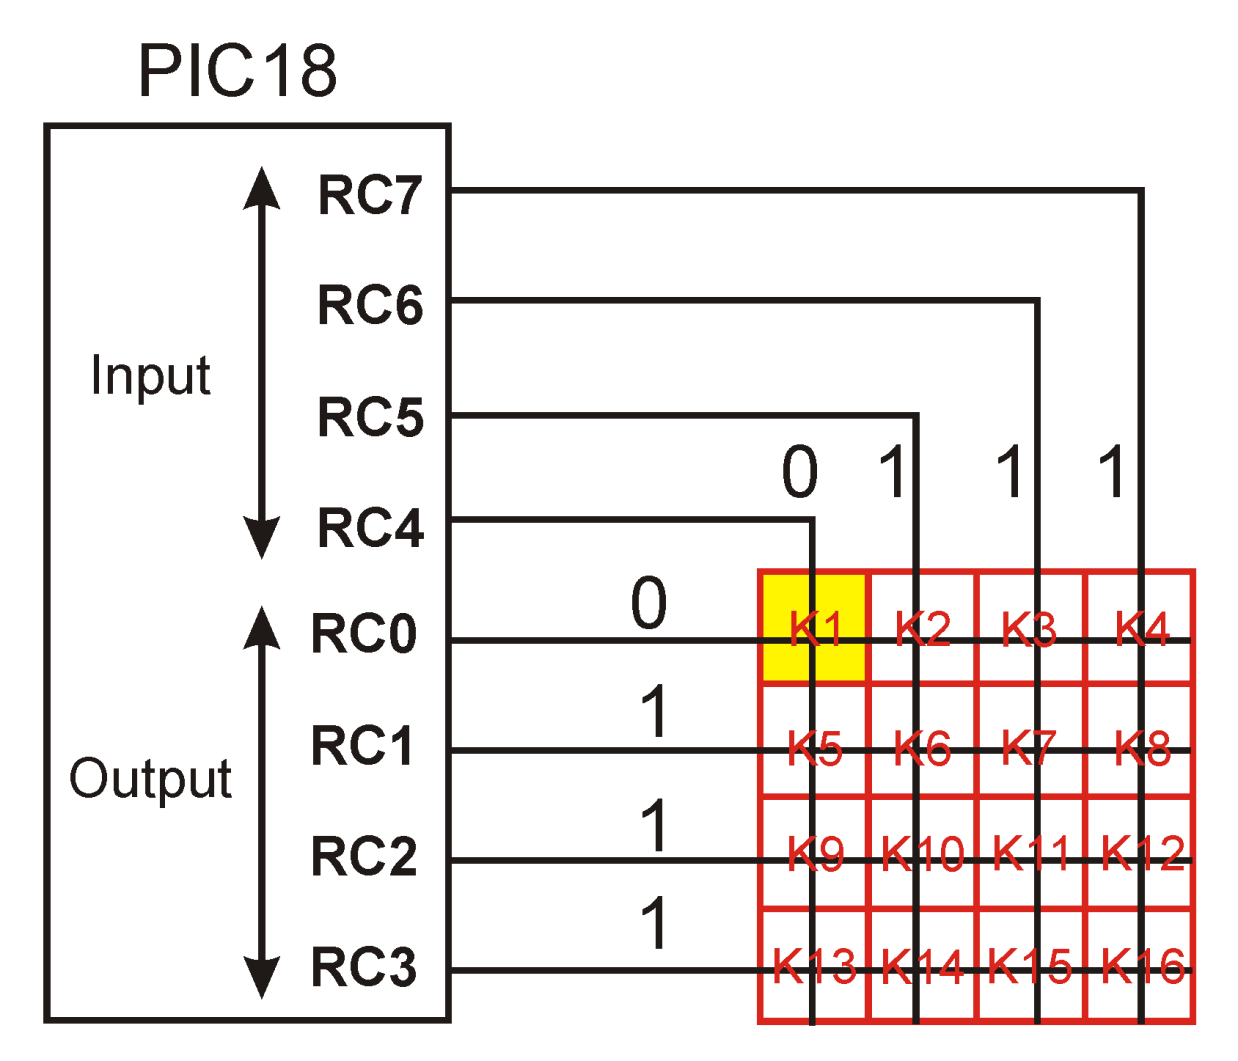 PIC18
RC7
RC6
Input
RC5
0 1 1 1
RC4
0
RC0 K1 K2 K3 K4
1
RC1 K5 K6 K7 K8
Output
1
RC2 K9 K10 K11 K12
1
RC3 K13 K14 K15 K16